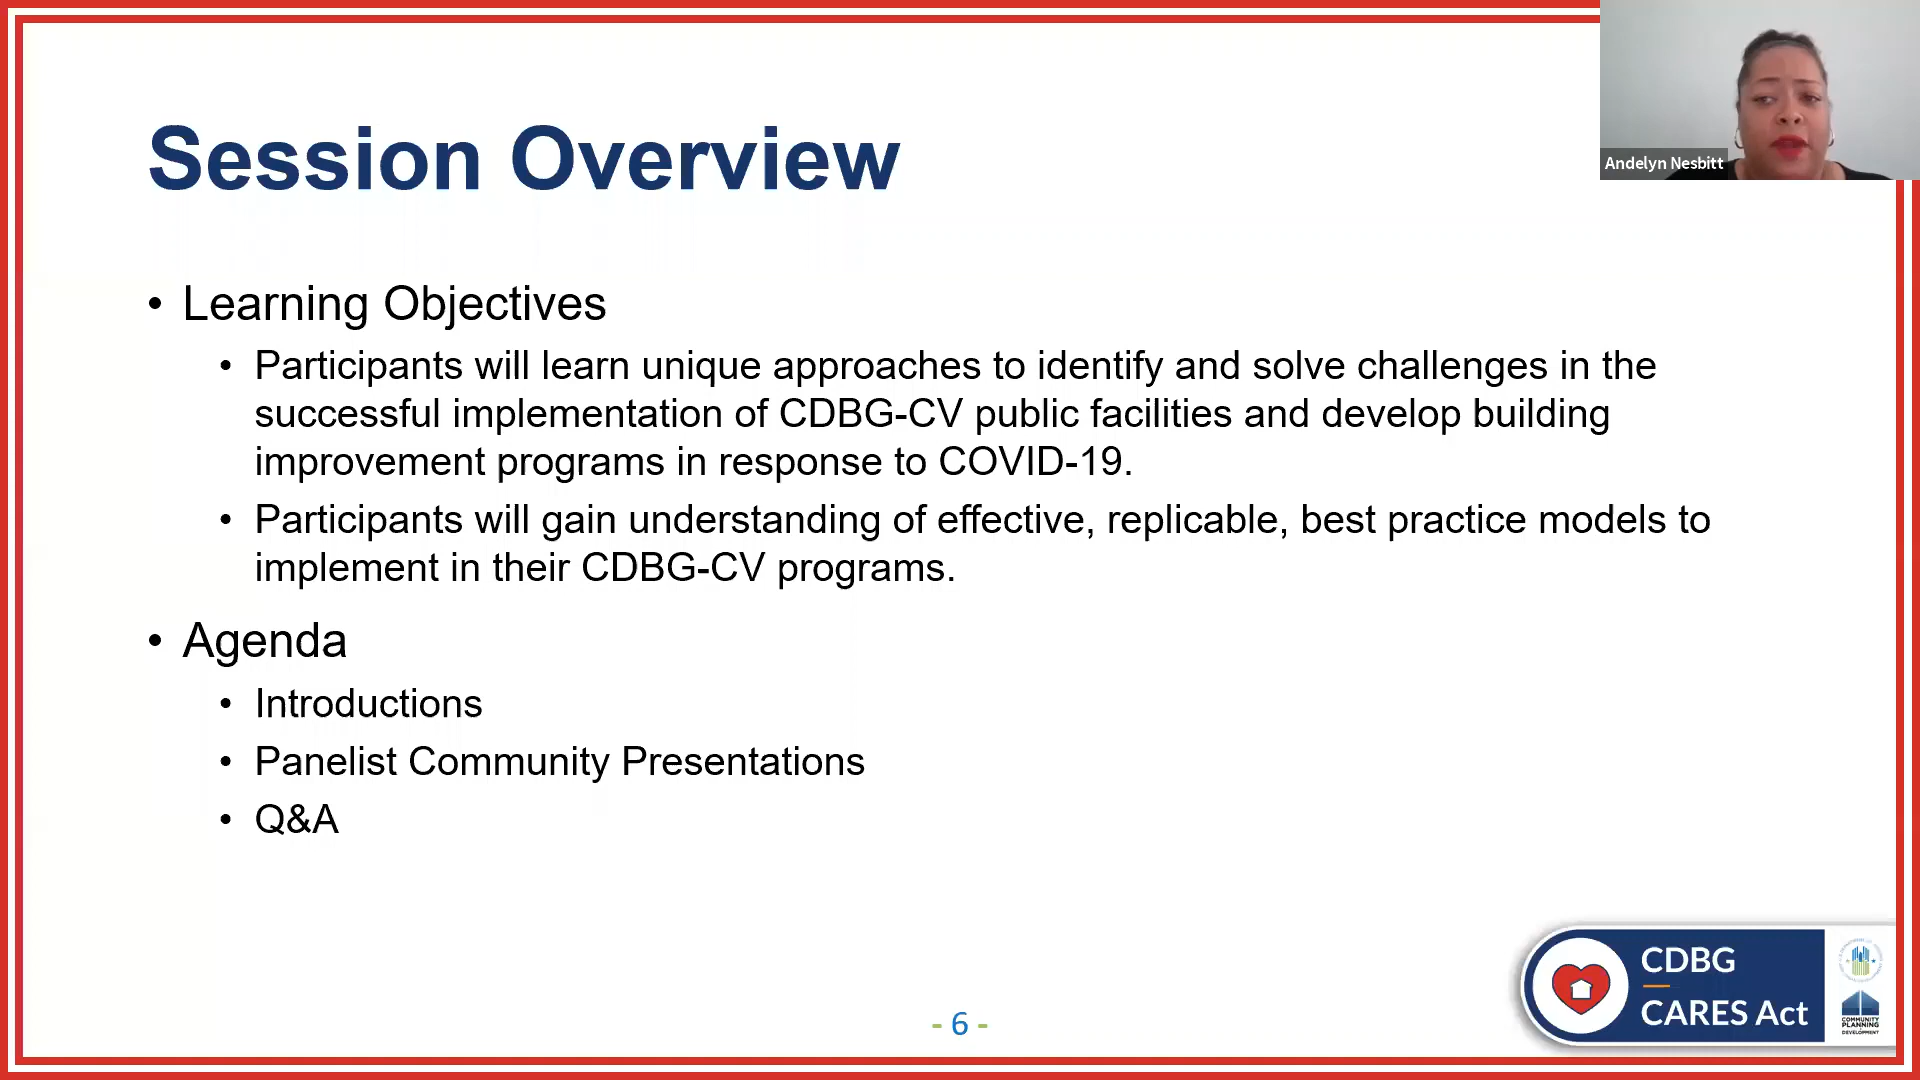 Session Overview
Andelyn Nesbitt
• Learning Objectives
• Participants will learn unique approaches to identify and solve challenges in the
successful implementation of CDBG-CV public facilities and develop building
improvement programs in response to COVID-19.
• Participants will gain understanding of effective, replicable, best practice models to
implement in their CDBG-CV programs.
• Agenda
• Introductions
• Panelist Community Presentations
• Q&A
- 6 -
CDBG
CARES Act
COMMUNITY
PLANNING
DEVELOPMENT